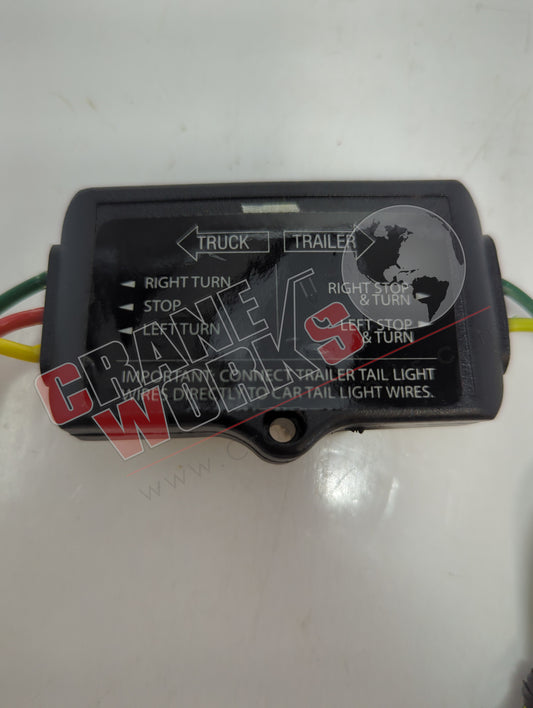 TRUCK TRAILER
RIGHT TURN
STOP
LEFT TURN
RIGHT STOP
& TURN
LEFT STOP
& TURN
IMPORTANT: CONNECT TRAILER TAIL LIGHT
WIRES DIRECTLY TO CAR TAIL LIGHT WIRES.
CRANE
WORKS